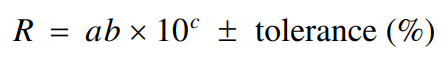 R = ab × 10^c ± tolerance (%)